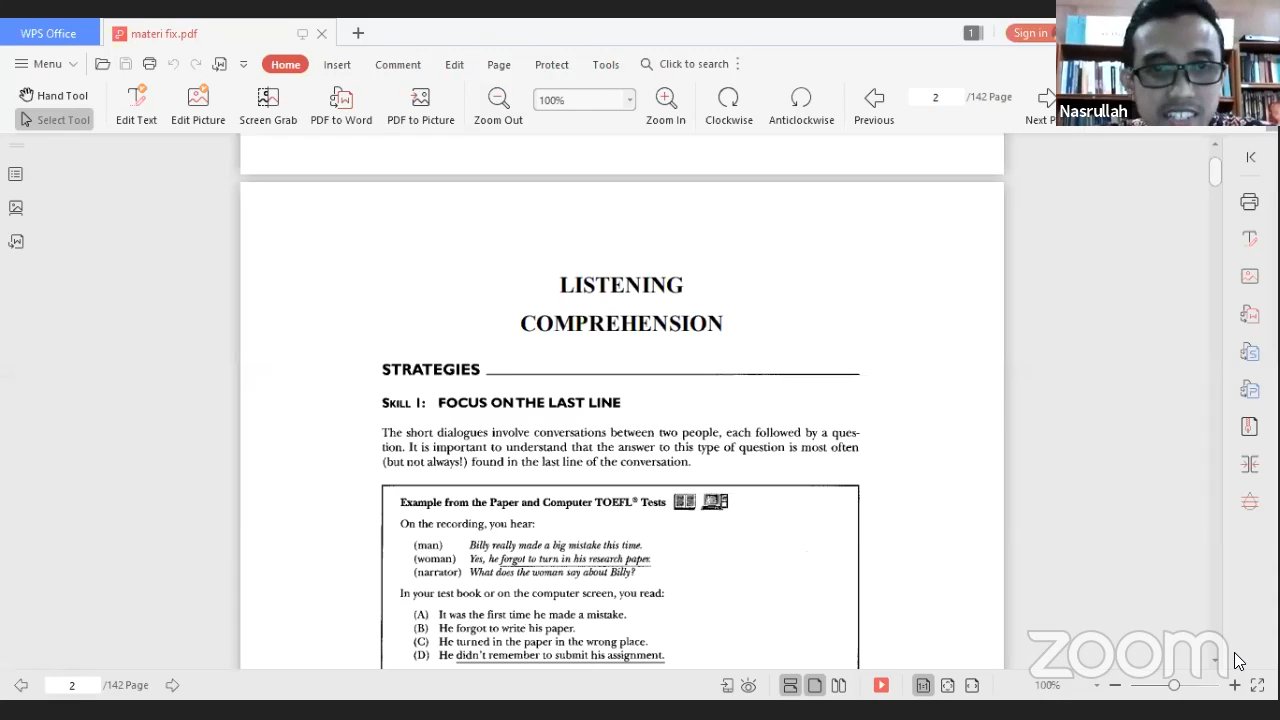 WPS Office
materi fix.pdf
1
Sign in
Menu
Home
Insert
Comment
Edit
Page
Protect
Tools
Click to search
Hand Tool
Select Tool
Edit Text
Edit Picture
Screen Grab
PDF to Word
PDF to Picture
Zoom Out
100%
Zoom In
Clockwise
Anticlockwise
Previous
2
/142 Page
Next P
Nasrullah
LISTENING
COMPREHENSION
STRATEGIES
SKILL 1: FOCUS ON THE LAST LINE
The short dialogues involve conversations between two people, each followed by a ques-
tion. It is important to understand that the answer to this type of question is most often
(but not always!) found in the last line of the conversation.
Example from the Paper and Computer TOEFL® Tests
On the recording, you hear:
(man) Billy really made a big mistake this time.
(woman) Yes, he forgot to turn in his research paper.
(narrator) What does the woman say about Billy?
In your test book or on the computer screen, you read:
(A) It was the first time he made a mistake.
(B) He forgot to write his paper.
(C) He turned in the paper in the wrong place.
(D) He didn't remember to submit his assignment.
zoom
2
/142 Page
100%